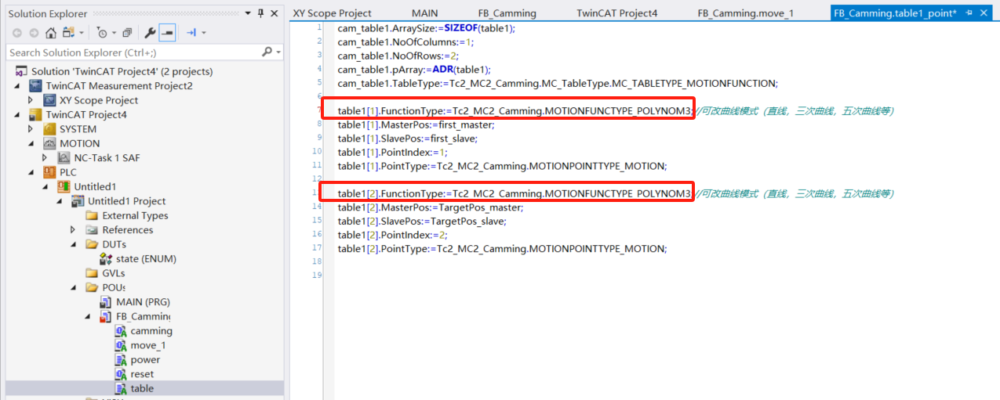 Solution Explorer
Search Solution Explorer (Ctrl+;)
Solution 'TwinCAT Project4' (2 projects)
TwinCAT Measurement Project2
XY Scope Project
TwinCAT Project4
SYSTEM
MOTION
NC-Task 1 SAF
PLC
Untitled1
Untitled1 Project
External Types
References
DUTs
state (ENUM)
GVLs
POUs
MAIN (PRG)
FB_Camming
camming
move_1
power
reset
table
XY Scope Project MAIN FB_Camming TwinCAT Project4 FB_Camming.move_1 FB_Camming.table1_point*
1 cam_table1.ArraySize:=SIZEOF(table1);
2 cam_table1.NoOfColumns:=1;
3 cam_table1.NoOfRows:=2;
4 cam_table1.pArray:=ADR(table1);
5 cam_table1.TableType:=Tc2_MC2_Camming.MC_TableType.MC_TABLETYPE_MOTIONFUNCTION;
6
7 table1[1].FunctionType:=Tc2_MC2_Camming.MOTIONFUNCTYPE_POLYNOM3;//可改曲线模式（直线，三次曲线，五次曲线等）
8 table1[1].MasterPos:=first_master;
9 table1[1].SlavePos:=first_slave;
10 table1[1].PointIndex:=1;
11 table1[1].PointType:=Tc2_MC2_Camming.MOTIONPOINTTYPE_MOTION;
12
1 table1[2].FunctionType:=Tc2_MC2_Camming.MOTIONFUNCTYPE_POLYNOM3 //可改曲线模式（直线，三次曲线，五次曲线等）
14 table1[2].MasterPos:=TargetPos_master;
15 table1[2].SlavePos:=TargetPos_slave;
16 table1[2].PointIndex:=2;
17 table1[2].PointType:=Tc2_MC2_Camming.MOTIONPOINTTYPE_MOTION;
18
19